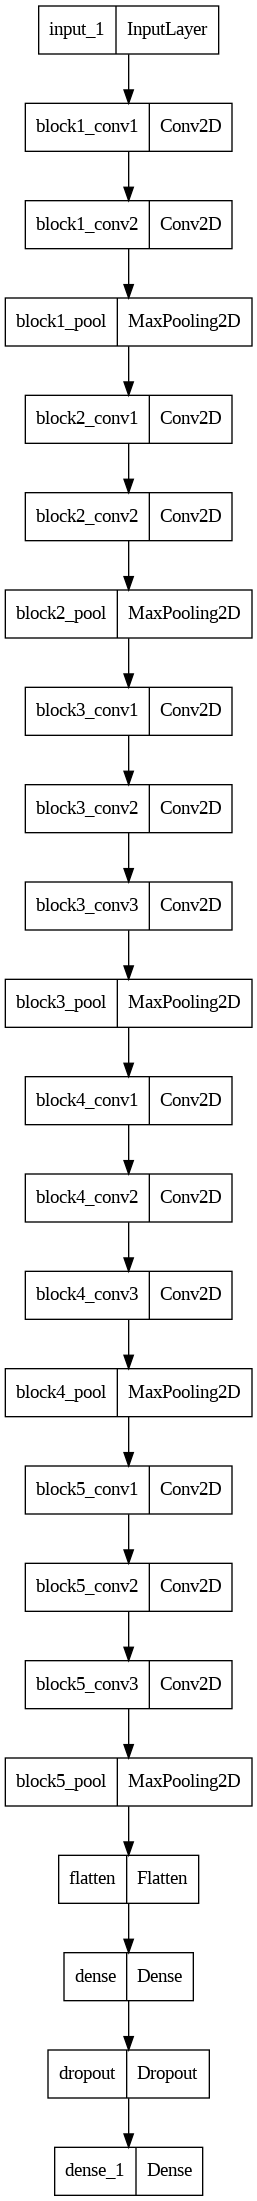 input_1 InputLayer
block1_conv1 Conv2D
block1_conv2 Conv2D
block1_pool MaxPooling2D
block2_conv1 Conv2D
block2_conv2 Conv2D
block2_pool MaxPooling2D
block3_conv1 Conv2D
block3_conv2 Conv2D
block3_conv3 Conv2D
block3_pool MaxPooling2D
block4_conv1 Conv2D
block4_conv2 Conv2D
block4_conv3 Conv2D
block4_pool MaxPooling2D
block5_conv1 Conv2D
block5_conv2 Conv2D
block5_conv3 Conv2D
block5_pool MaxPooling2D
flatten Flatten
dense Dense
dropout Dropout
dense_1 Dense